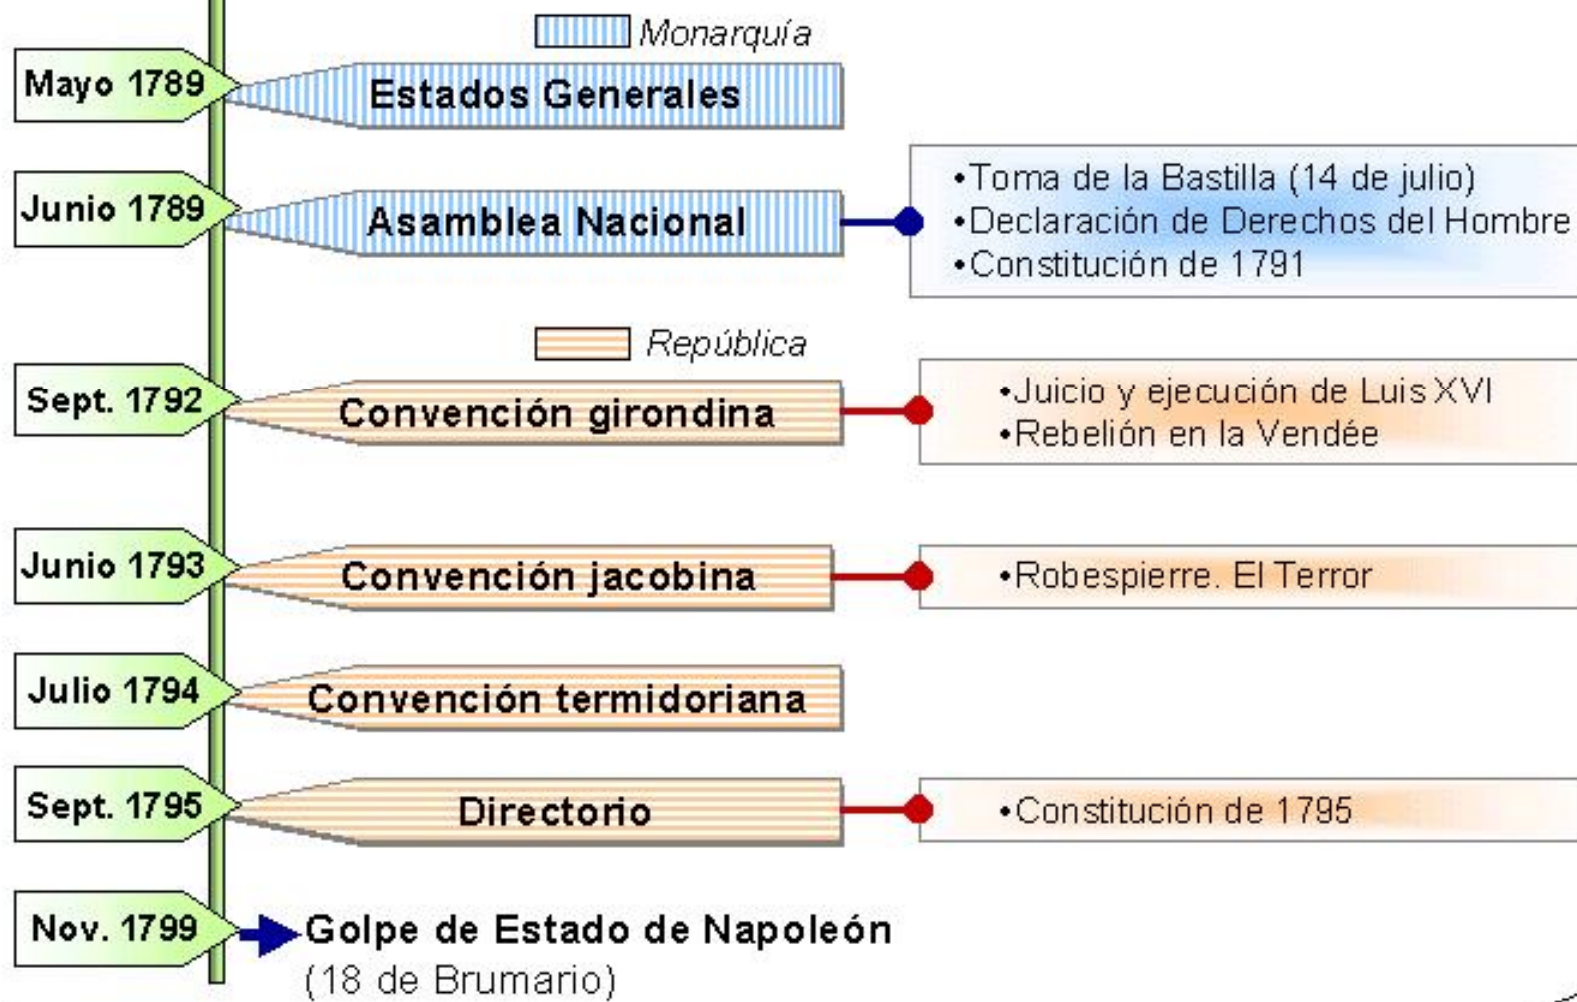 Monarquía
Mayo 1789
Estados Generales
Junio 1789
Asamblea Nacional
•Toma de la Bastilla (14 de julio)
•Declaración de Derechos del Hombre
•Constitución de 1791
República
Sept. 1792
Convención girondina
•Juicio y ejecución de Luis XVI
•Rebelión en la Vendée
Junio 1793
Convención jacobina
•Robespierre. El Terror
Julio 1794
Convención termidoriana
Sept. 1795
Directorio
•Constitución de 1795
Nov. 1799
Golpe de Estado de Napoleón
(18 de Brumario)